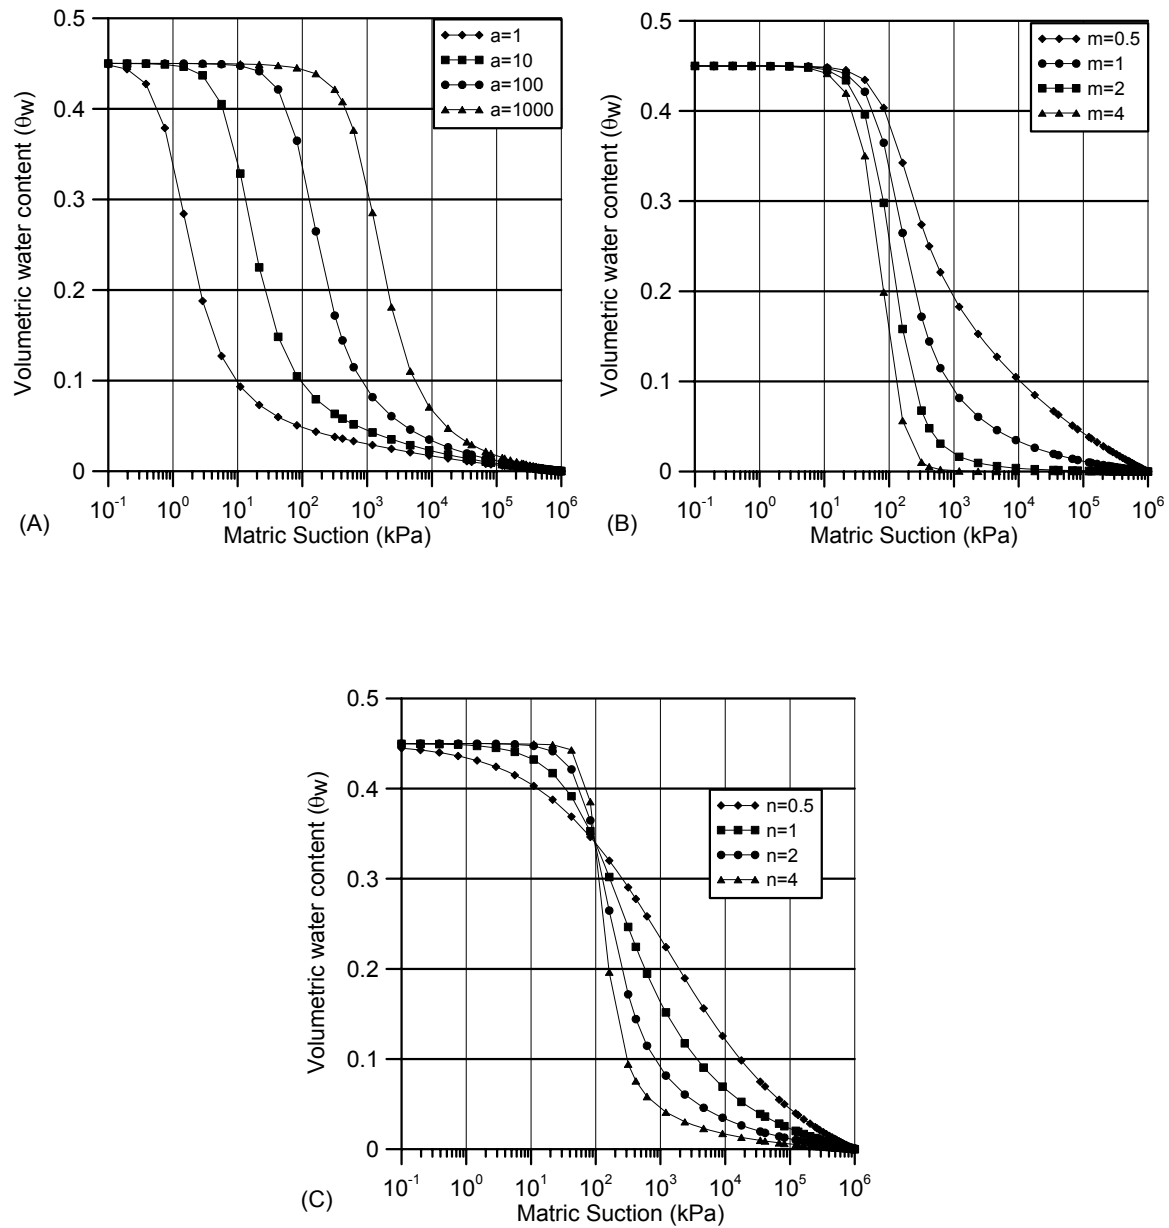 0.5
0.4
0.3
0.2
0.1
0
Volumetric water content (θw)
a=1
a=10
a=100
a=1000
10-1 100 101 102 103 104 105 106
Matric Suction (kPa)
(A)
0.5
0.4
0.3
0.2
0.1
0
Volumetric water content (θw)
m=0.5
m=1
m=2
m=4
10-1 100 101 102 103 104 105 106
Matric Suction (kPa)
(B)
0.5
0.4
0.3
0.2
0.1
0
Volumetric water content (θw)
n=0.5
n=1
n=2
n=4
10-1 100 101 102 103 104 105 106
Matric Suction (kPa)
(C)